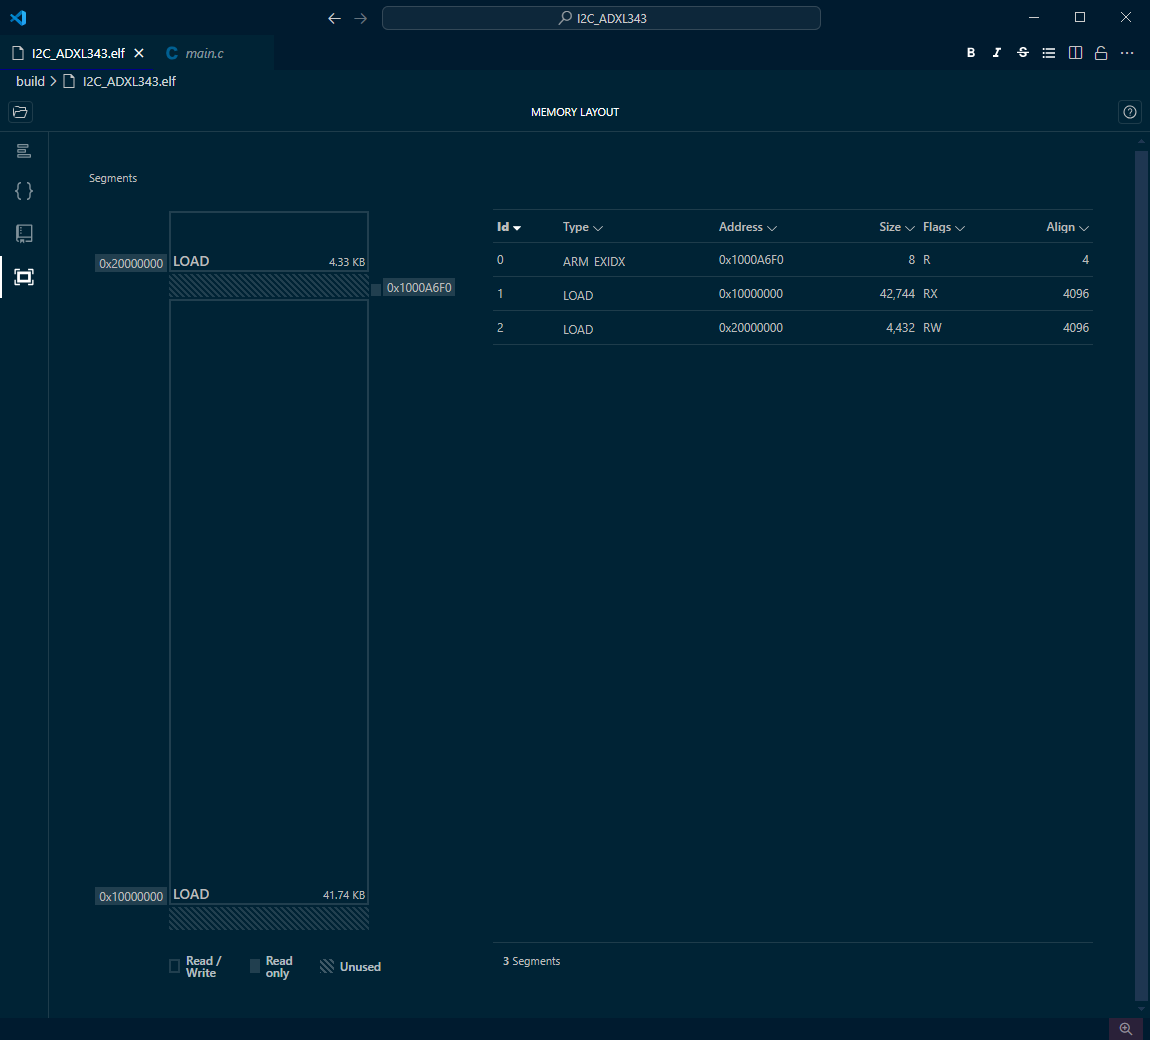 I2C_ADXL343
I2C_ADXL343.elf
C main.c
B I S
build > I2C_ADXL343.elf
MEMORY LAYOUT
Segments
0x20000000 LOAD 4.33 KB
0x1000A6F0
0x10000000 LOAD 41.74 KB
Read / Write
Read only
Unused
Id Type Address Size Flags Align
0 ARM_EXIDX 0x1000A6F0 8 R 4
1 LOAD 0x10000000 42,744 RX 4096
2 LOAD 0x20000000 4,432 RW 4096
3 Segments